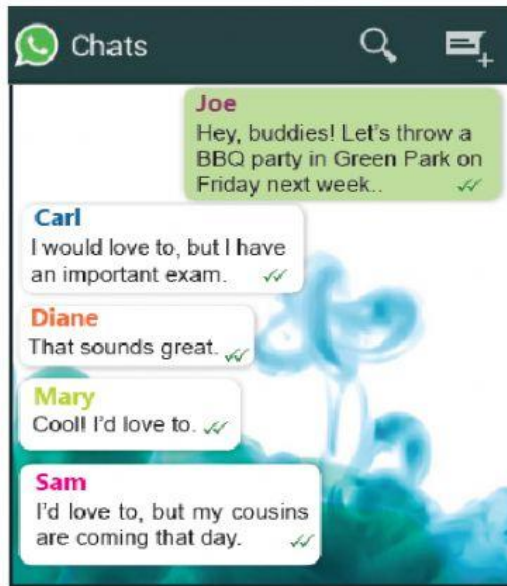 Chats
Joe
Hey, buddies! Let's throw a
BBQ party in Green Park on
Friday next week..
Carl
I would love to, but I have
an important exam.
Diane
That sounds great.
Mary
Cool! I'd love to.
Sam
I'd love to, but my cousins
are coming that day.